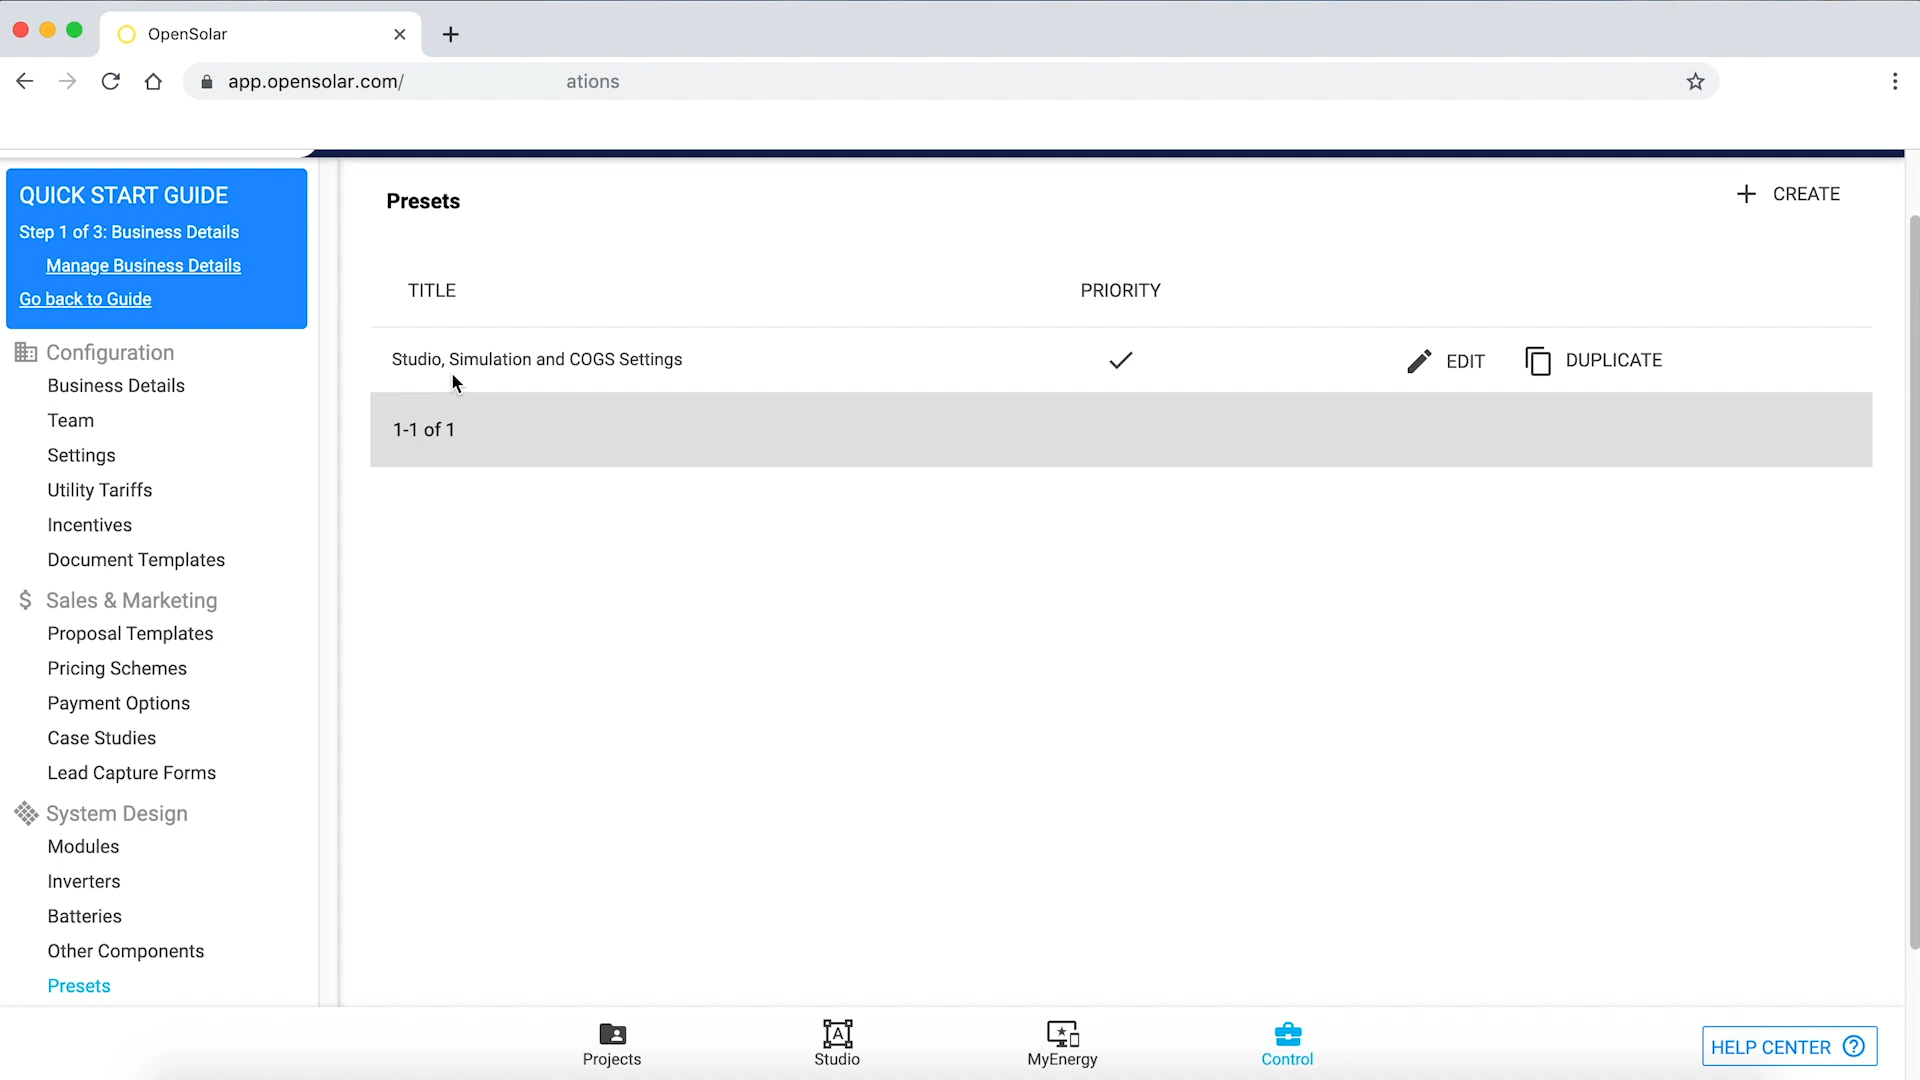 OpenSolar
app.opensolar.com/ ations
QUICK START GUIDE
Step 1 of 3: Business Details
Manage Business Details
Go back to Guide
Configuration
Business Details
Team
Settings
Utility Tariffs
Incentives
Document Templates
$ Sales & Marketing
Proposal Templates
Pricing Schemes
Payment Options
Case Studies
Lead Capture Forms
System Design
Modules
Inverters
Batteries
Other Components
Presets
Presets
+ CREATE
TITLE PRIORITY
Studio, Simulation and COGS Settings EDIT DUPLICATE
1-1 of 1
Projects
A
Studio
MyEnergy
Control
HELP CENTER ?